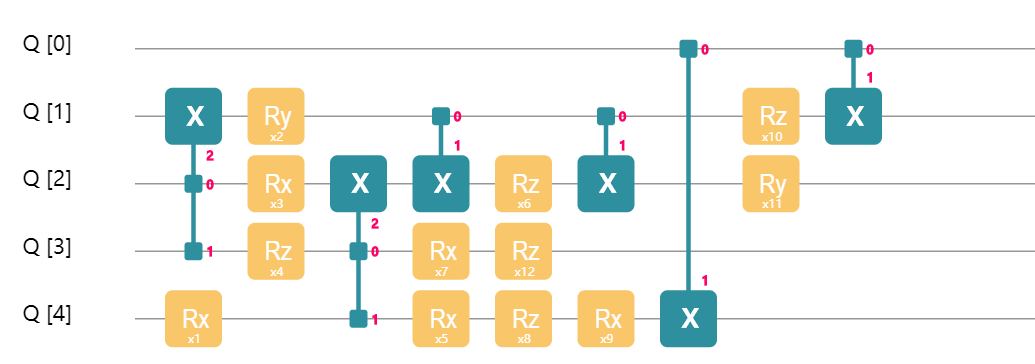 Q [0] 0 0
1
Q [1] X Ry x2 0 0 Rz x10 X
2 1 1
Q [2] 0 Rx x3 X X Rz x6 X Ry x11
2
Q [3] 1 Rz x4 0 Rx x7 Rz x12
1
Q [4] Rx x1 1 Rx x5 Rz x8 Rx x9 X